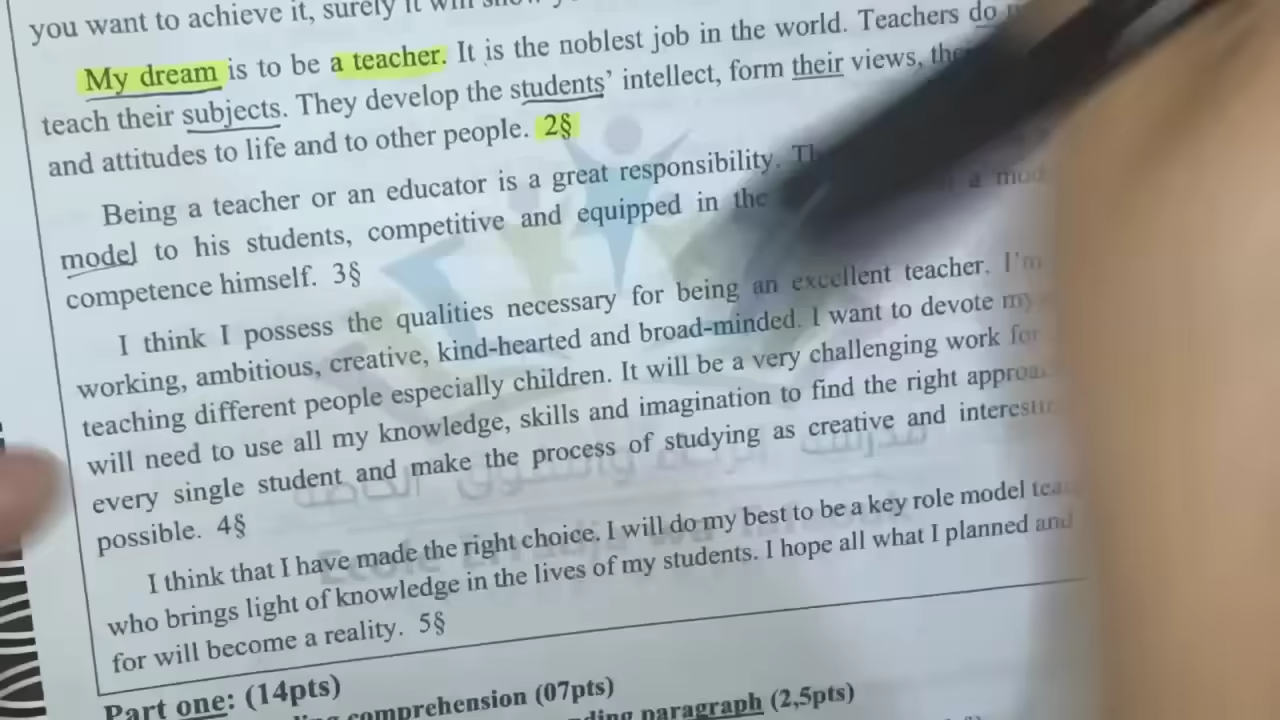 you want to achieve it, surely it will
My dream is to be a teacher. It is the noblest job in the world. Teachers do
teach their subjects. They develop the students' intellect, form their views,
and attitudes to life and to other people. 2§
Being a teacher or an educator is a great responsibility.
model to his students, competitive and equipped in the
competence himself. 3§
I think I possess the qualities necessary for being an excellent teacher. I'm
working, ambitious, creative, kind-hearted and broad-minded. I want to devote my
teaching different people especially children. It will be a very challenging work for
will need to use all my knowledge, skills and imagination to find the right
every single student and make the process of studying as creative and
possible. 4§
I think that I have made the right choice. I will do my best to be a key role model
who brings light of knowledge in the lives of my students. I hope all what I planned and
for will become a reality. 5§
Part one: (14pts)
comprehension (07pts)
paragraph (2,5pts)